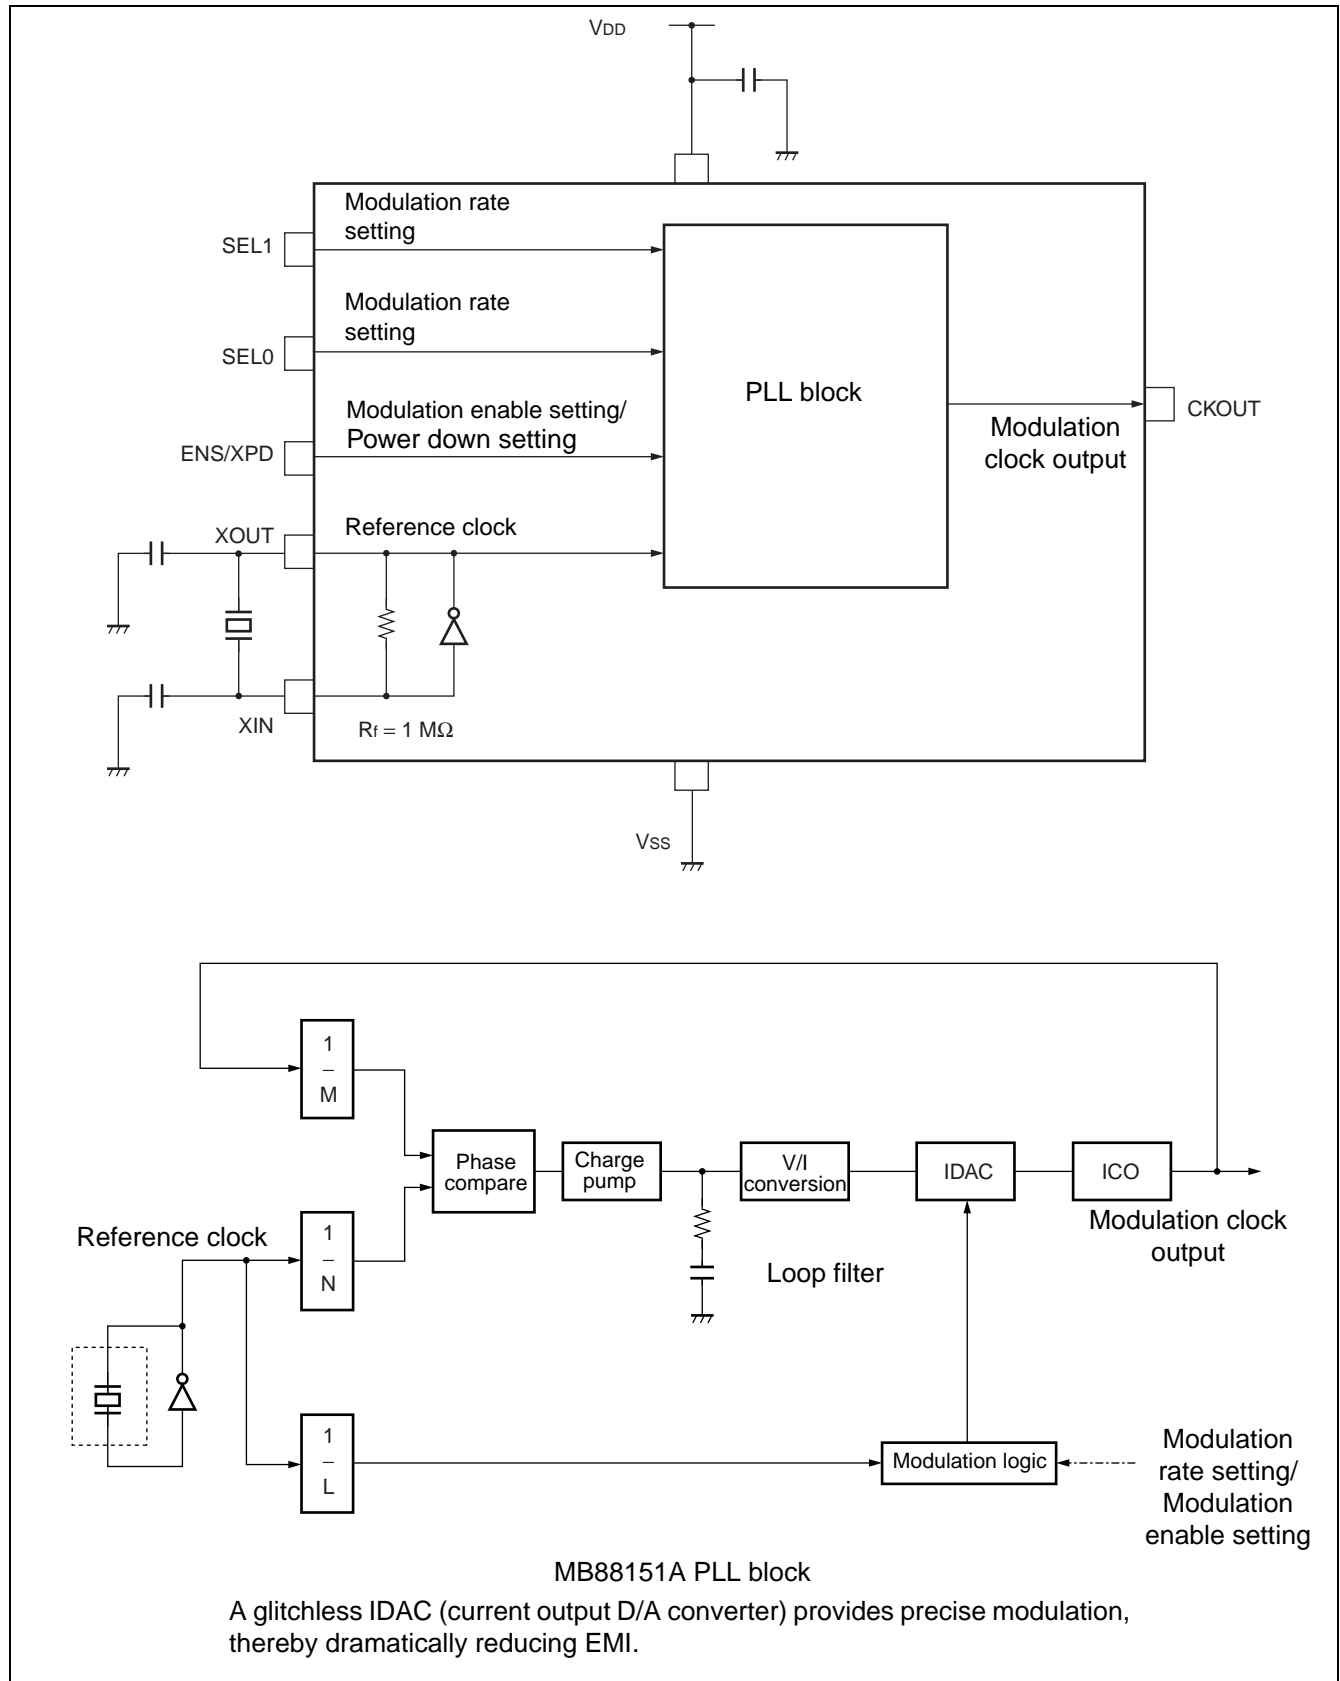 VDD
Modulation rate
setting
SEL1
Modulation rate
setting
SEL0
PLL block
Modulation enable setting/
Power down setting
ENS/XPD
CKOUT
Modulation
clock output
XOUT
Reference clock
XIN
Rf = 1 MΩ
Vss
1
–
M
Phase
compare
Charge
pump
V/I
conversion
IDAC
ICO
Reference clock
1
–
N
Loop filter
Modulation clock
output
1
–
L
Modulation logic
Modulation
rate setting/
Modulation
enable setting
MB88151A PLL block
A glitchless IDAC (current output D/A converter) provides precise modulation,
thereby dramatically reducing EMI.